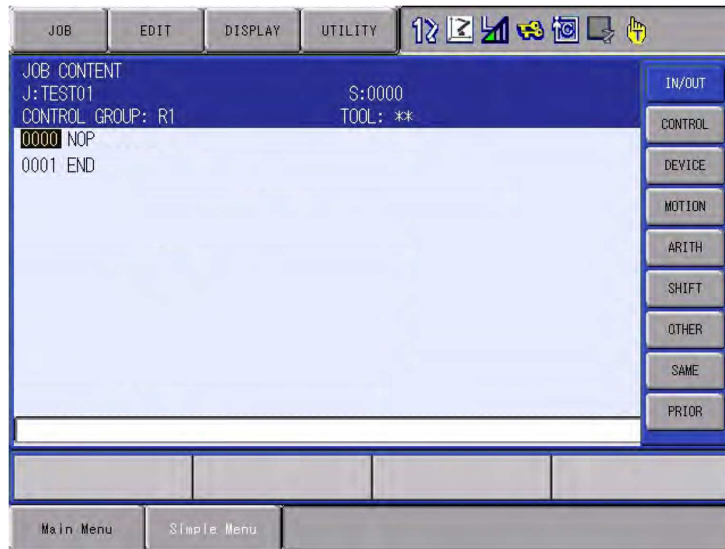 JOB EDIT DISPLAY UTILITY
JOB CONTENT
J:TEST01 S:0000
CONTROL GROUP: R1 TOOL: **
0000 NOP
0001 END
IN/OUT
CONTROL
DEVICE
MOTION
ARITH
SHIFT
OTHER
SAME
PRIOR
Main Menu Simple Menu